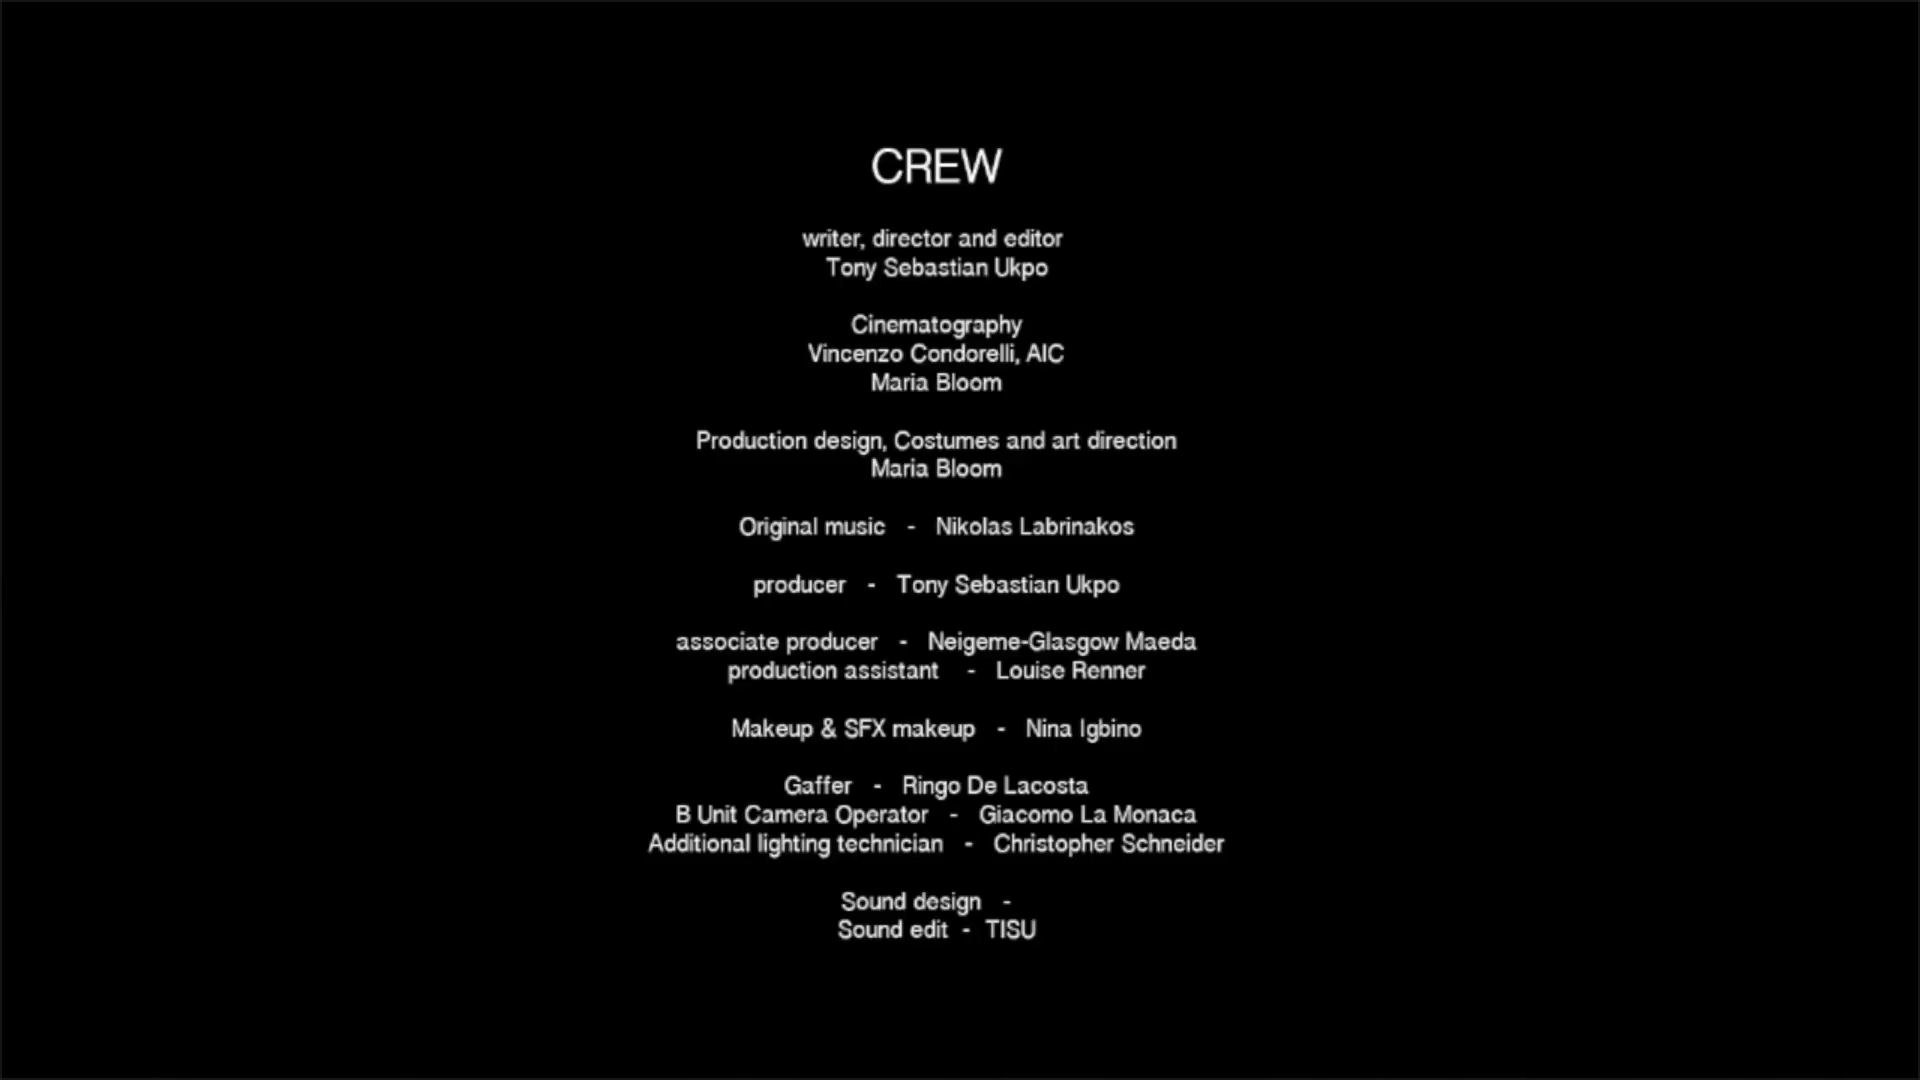 CREW
writer, director and editor
Tony Sebastian Ukpo
Cinematography
Vincenzo Condorelli, AIC
Maria Bloom
Production design, Costumes and art direction
Maria Bloom
Original music - Nikolas Labrinakos
producer - Tony Sebastian Ukpo
associate producer - Neigeme-Glasgow Maeda
production assistant - Louise Renner
Makeup & SFX makeup - Nina Igbino
Gaffer - Ringo De Lacosta
B Unit Camera Operator - Giacomo La Monaca
Additional lighting technician - Christopher Schneider
Sound design -
Sound edit - TISU